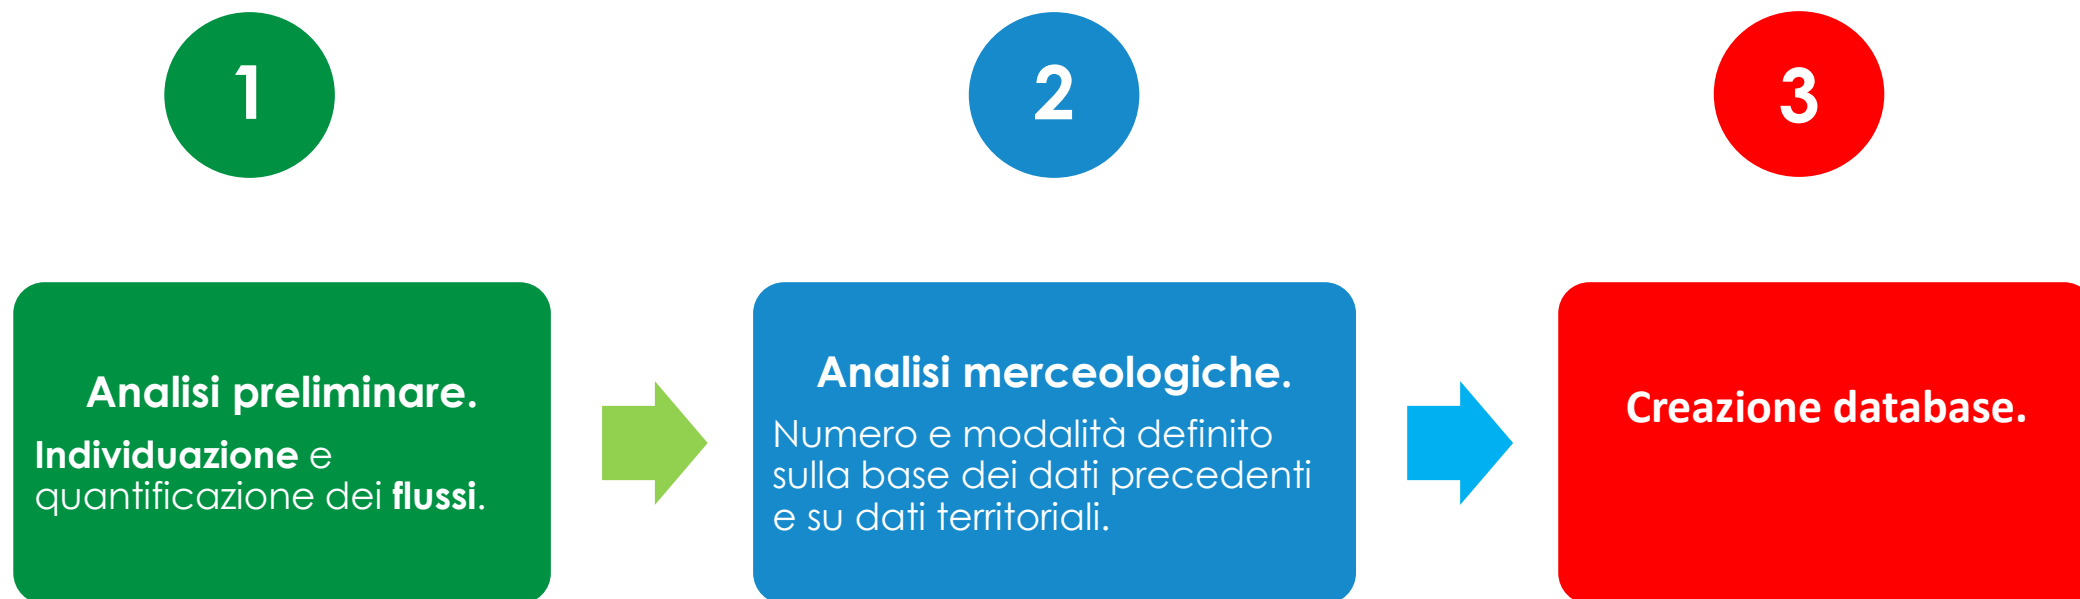 1
2
3
Analisi preliminare.
Individuazione e
quantificazione dei flussi.
Analisi merceologiche.
Numero e modalità definito
sulla base dei dati precedenti
e su dati territoriali.
Creazione database.